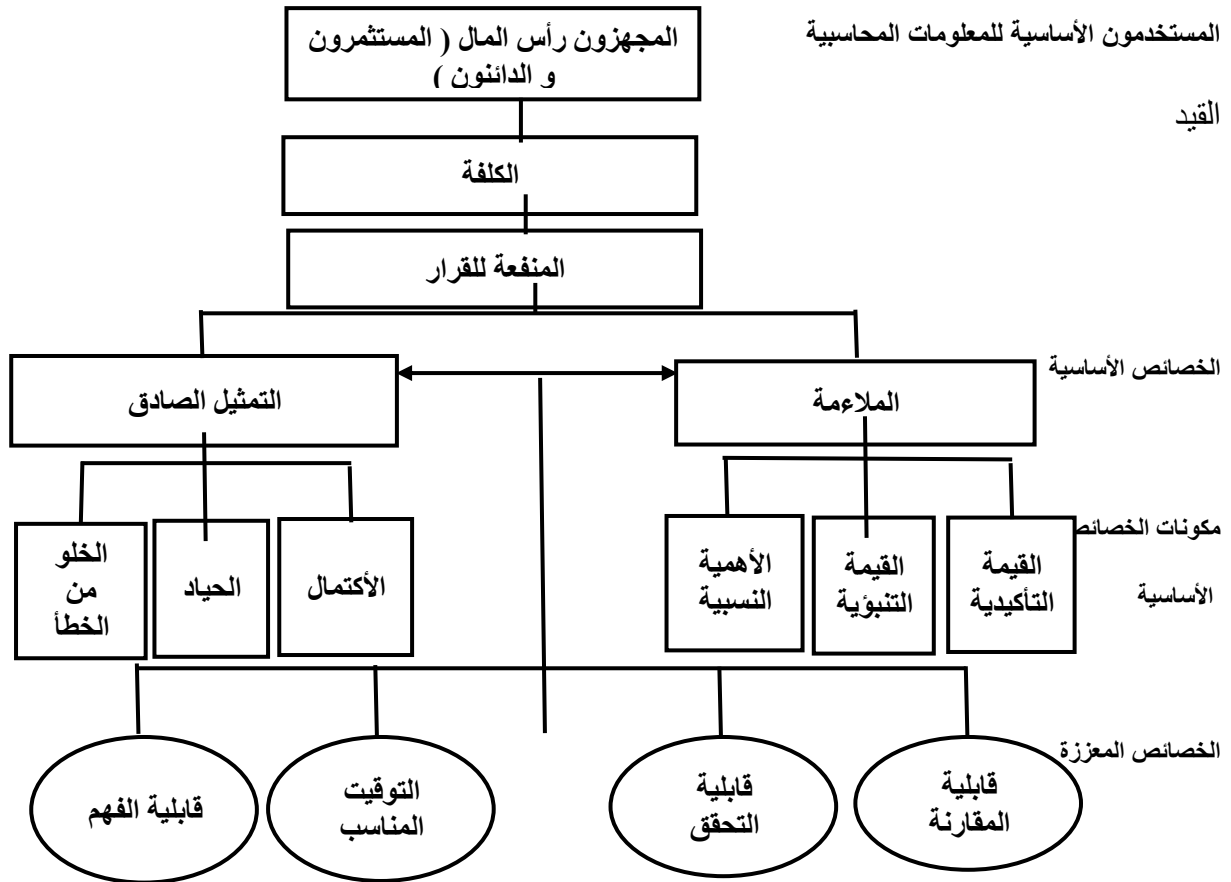 المستخدمون الأساسية للمعلومات المحاسبية
المجهزون رأس المال ( المستثمرون
و الدائنون )
القيد
الكلفة
المنفعة للقرار
الخصائص الأساسية
الملاءمة
التمثيل الصادق
مكونات الخصائص
الأساسية
القيمة
التأكيدية
القيمة
التنبؤية
الأهمية
النسبية
الأكتمال
الحياد
الخلو
من
الخطأ
الخصائص المعززة
قابلية
المقارنة
قابلية
التحقق
التوقيت
المناسب
قابلية الفهم